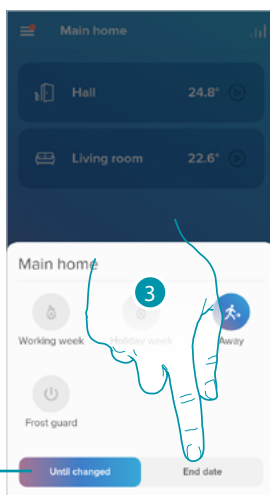 Main home
Hall 24.8°
Living room 22.6°
Main home
3
Working week Holiday week Away
Frost guard
Until changed End date